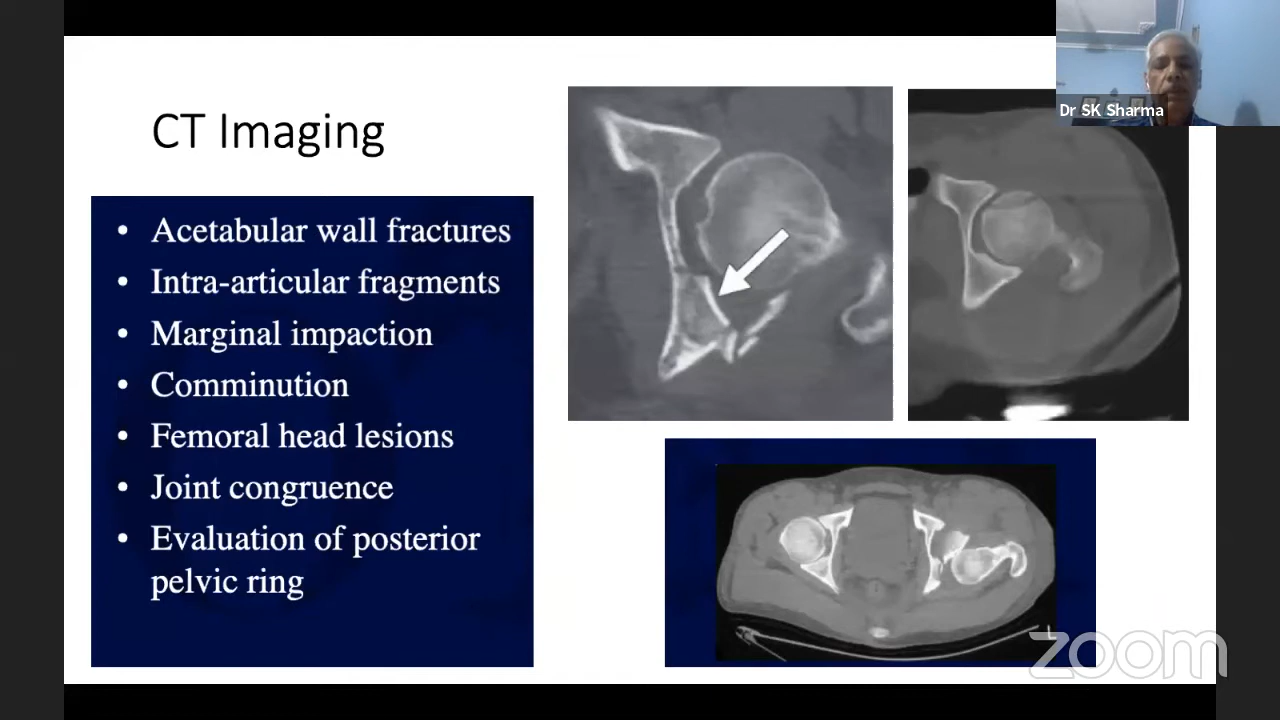 Dr SK Sharma
CT Imaging
• Acetabular wall fractures
• Intra-articular fragments
• Marginal impaction
• Comminution
• Femoral head lesions
• Joint congruence
• Evaluation of posterior
pelvic ring
zoom